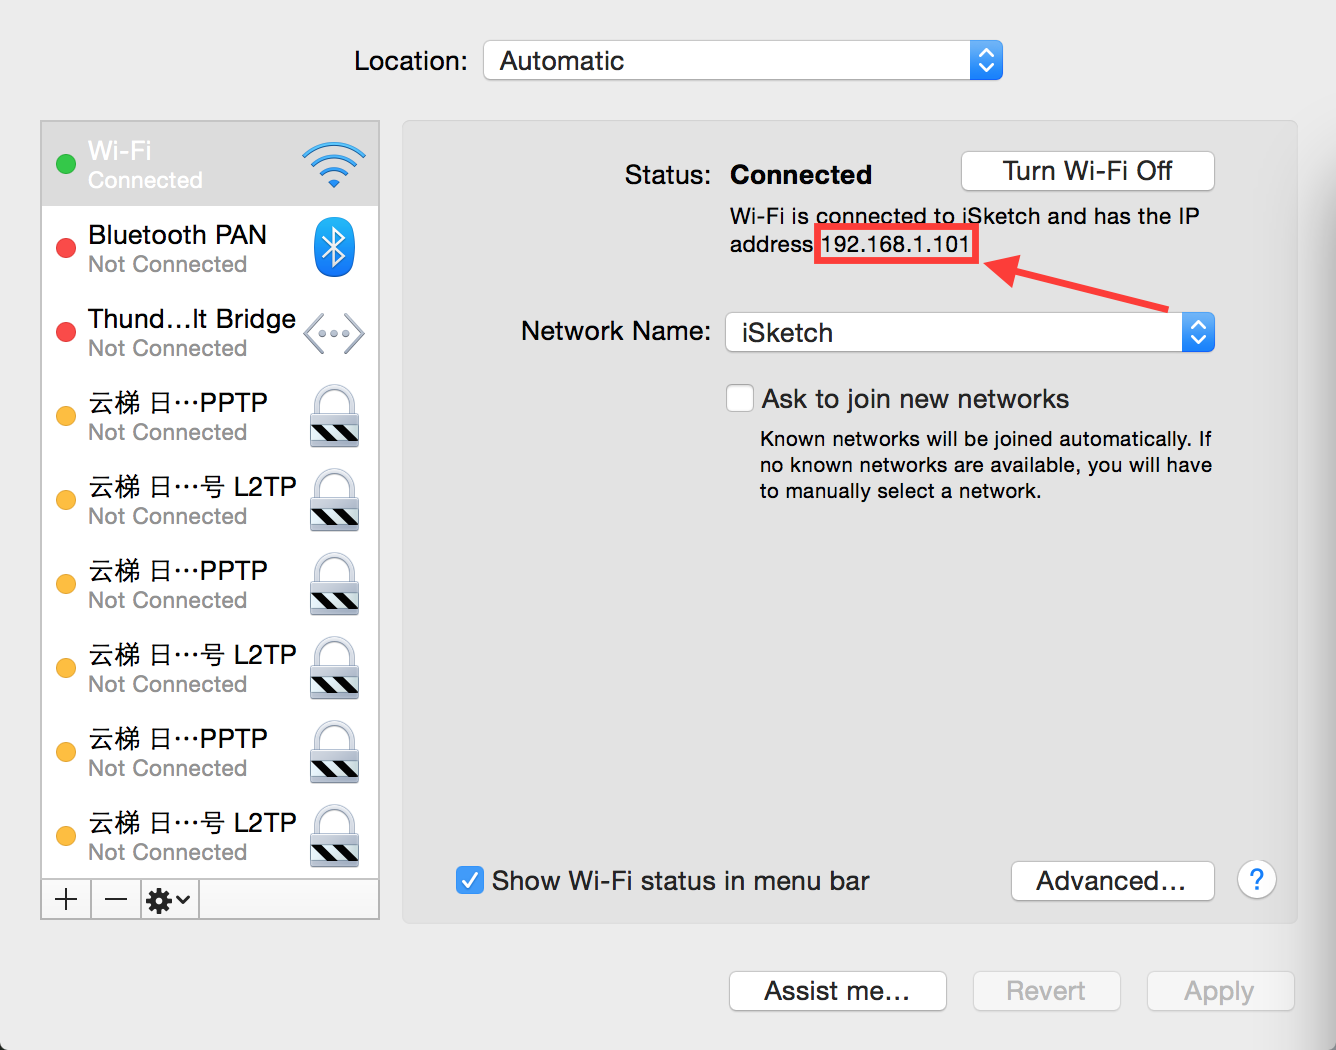 Location: Automatic
Wi-Fi
Connected
Bluetooth PAN
Not Connected
Thund...lt Bridge
Not Connected
云梯 日…PPTP
Not Connected
云梯 日…号 L2TP
Not Connected
云梯 日…PPTP
Not Connected
云梯 日…号 L2TP
Not Connected
云梯 日…PPTP
Not Connected
云梯 日…号 L2TP
Not Connected
Status: Connected
Turn Wi-Fi Off
Wi-Fi is connected to iSketch and has the IP
address 192.168.1.101
Network Name: iSketch
Ask to join new networks
Known networks will be joined automatically. If
no known networks are available, you will have
to manually select a network.
Show Wi-Fi status in menu bar
Advanced...
?
Assist me...
Revert
Apply